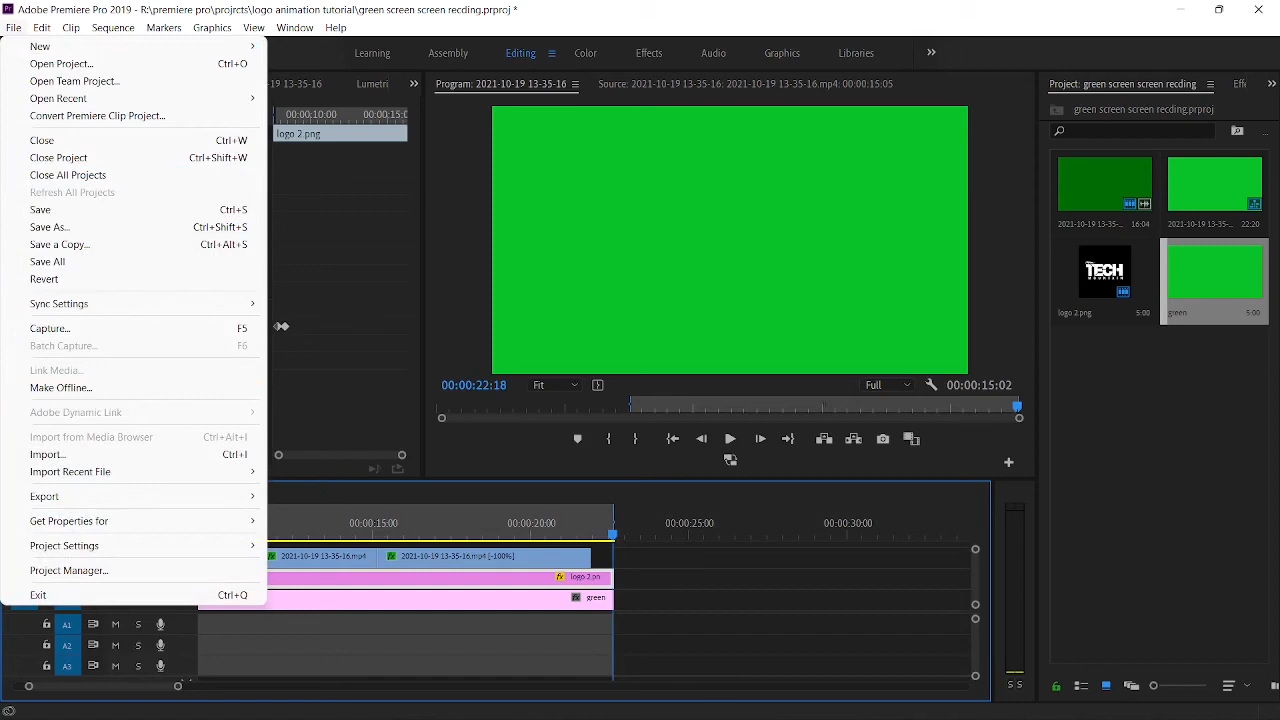 Adobe Premiere Pro 2019 - I:\premiere pro\projrcts\logo animation tutorial\green screen screen recding.prproj *
File Edit Clip Sequence Markers Graphics View Window Help
Learning Assembly Editing Color Effects Audio Graphics Libraries
New
Open Project... Ctrl+O
Open Team Project...
Open Recent
Convert Premiere Clip Project...
Close Ctrl+W
Close Project Ctrl+Shift+W
Close All Projects
Refresh All Projects
Save Ctrl+S
Save As... Ctrl+Shift+S
Save a Copy... Ctrl+Alt+S
Save All
Revert
Sync Settings
Capture... F5
Batch Capture... F6
Link Media...
Make Offline...
Adobe Dynamic Link
Import from Media Browser Ctrl+Alt+I
Import... Ctrl+I
Import Recent File
Export
Get Properties for
Project Settings
Project Manager...
Exit Ctrl+Q
19 13-35-16 Lumetri
00:00:10:00 00:00:15:0
logo 2.png
Program: 2021-10-19 13-35-16 Source: 2021-10-19 13-35-16: 2021-10-19 13-35-16.mp4: 00:00:15:05
00:00:22:18 Fit Full 00:00:15:02
Project: green screen screen recding Eff
green screen screen recding.prproj
2021-10-19 13-35-... 16:04 2021-10-19 13-35-... 22:20
TECH
logo 2.png 5:00 green 5:00
00:00:15:00 00:00:20:00 00:00:25:00 00:00:30:00
2021-10-19 13-35-16.mp4 2021-10-19 13-35-16.mp4 [-100%]
fx logo 2.pn
fx green
A1 M S
A2 M S
A3 M S
S S